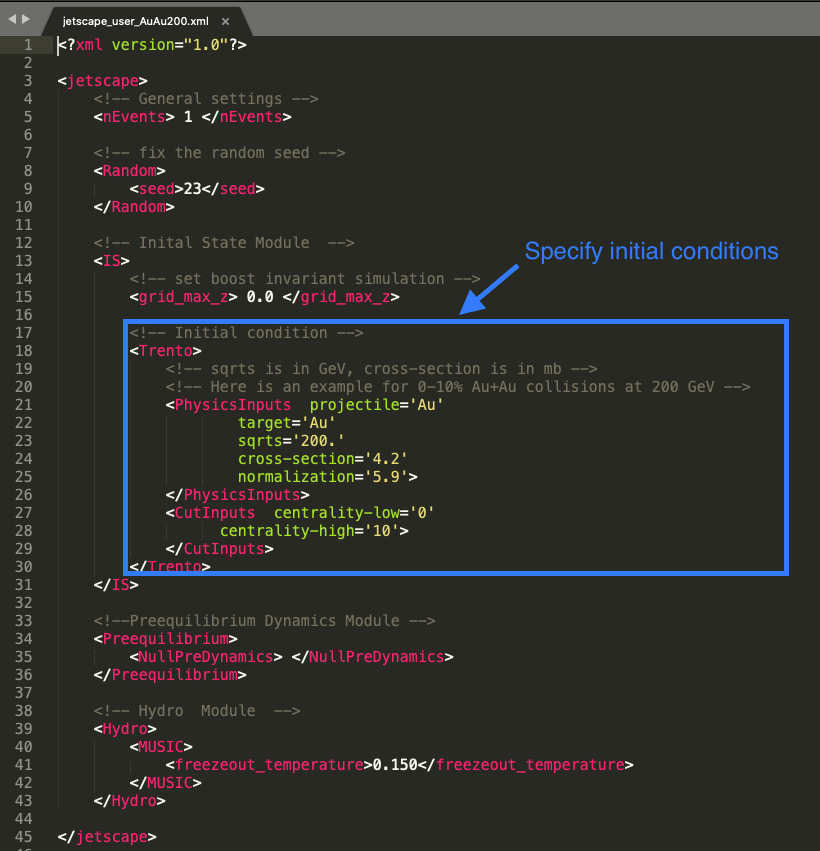 jetscape_user_AuAu200.xml ×
1 <?xml version="1.0"?>
2
3 <jetscape>
4 <!-- General settings -->
5 <nEvents> 1 </nEvents>
6
7 <!-- fix the random seed -->
8 <Random>
9 <seed>23</seed>
10 </Random>
11
12 <!-- Inital State Module  -->
13 <IS>
Specify initial conditions
14 <!-- set boost invariant simulation -->
15 <grid_max_z> 0.0 </grid_max_z>
16
17 <!-- Initial condition -->
18 <Trento>
19 <!-- sqrts is in GeV, cross-section is in mb -->
20 <!-- Here is an example for 0-10% Au+Au collisions at 200 GeV -->
21 <PhysicsInputs  projectile='Au'
22 target='Au'
23 sqrts='200.'
24 cross-section='4.2'
25 normalization='5.9'>
26 </PhysicsInputs>
27 <CutInputs  centrality-low='0'
28 centrality-high='10'>
29 </CutInputs>
30 </Trento>
31 </IS>
32
33 <!--Preequilibrium Dynamics Module -->
34 <Preequilibrium>
35 <NullPreDynamics> </NullPreDynamics>
36 </Preequilibrium>
37
38 <!-- Hydro  Module  -->
39 <Hydro>
40 <MUSIC>
41 <freezeout_temperature>0.150</freezeout_temperature>
42 </MUSIC>
43 </Hydro>
44
45 </jetscape>